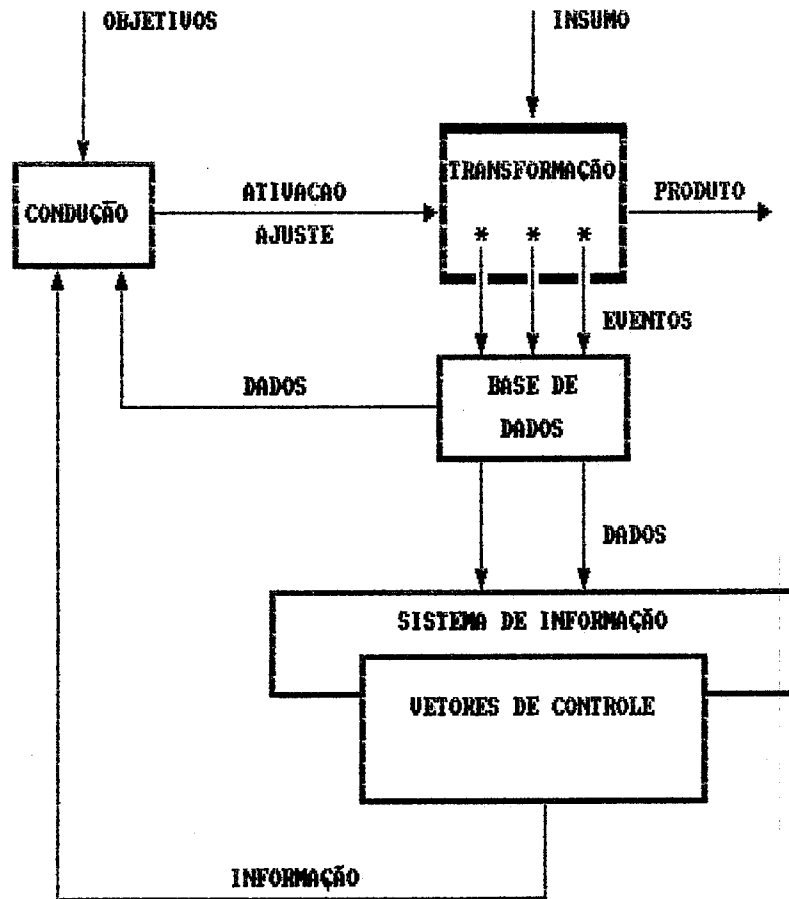 OBJETIVOS
INSUMO
TRANSFORMAÇÃO
CONDUÇÃO
ATIVACAO
AJUSTE
PRODUTO
* * *
EVENTOS
DADOS
BASE DE
DADOS
DADOS
SISTEMA DE INFORMAÇÃO
VETORES DE CONTROLE
INFORMAÇÃO